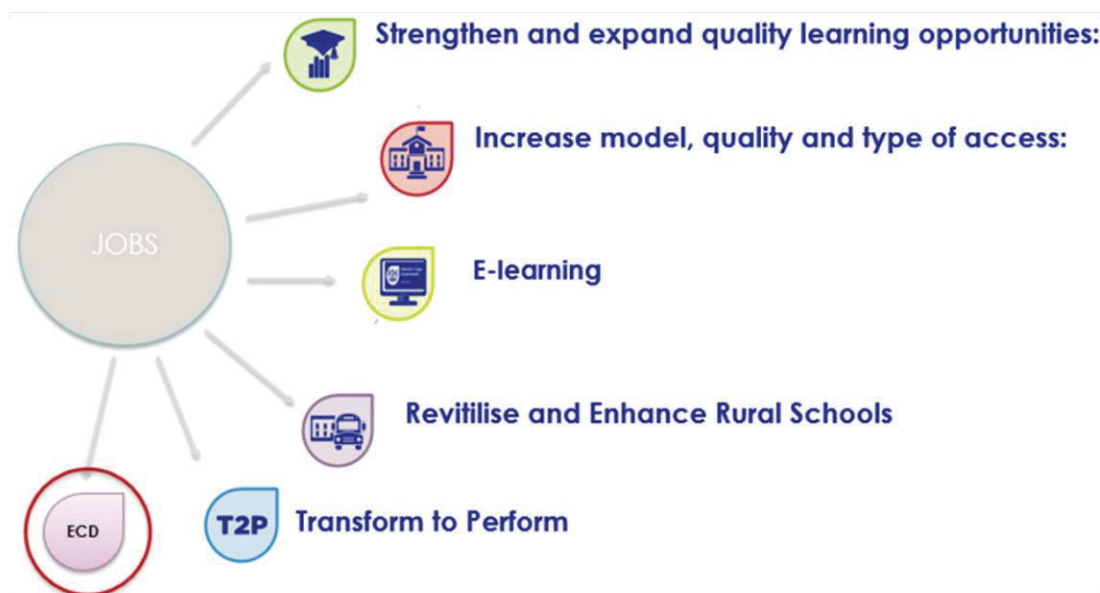 Strengthen and expand quality learning opportunities:
Increase model, quality and type of access:
JOBS
E-learning
Revitilise and Enhance Rural Schools
ECD
T2P
Transform to Perform